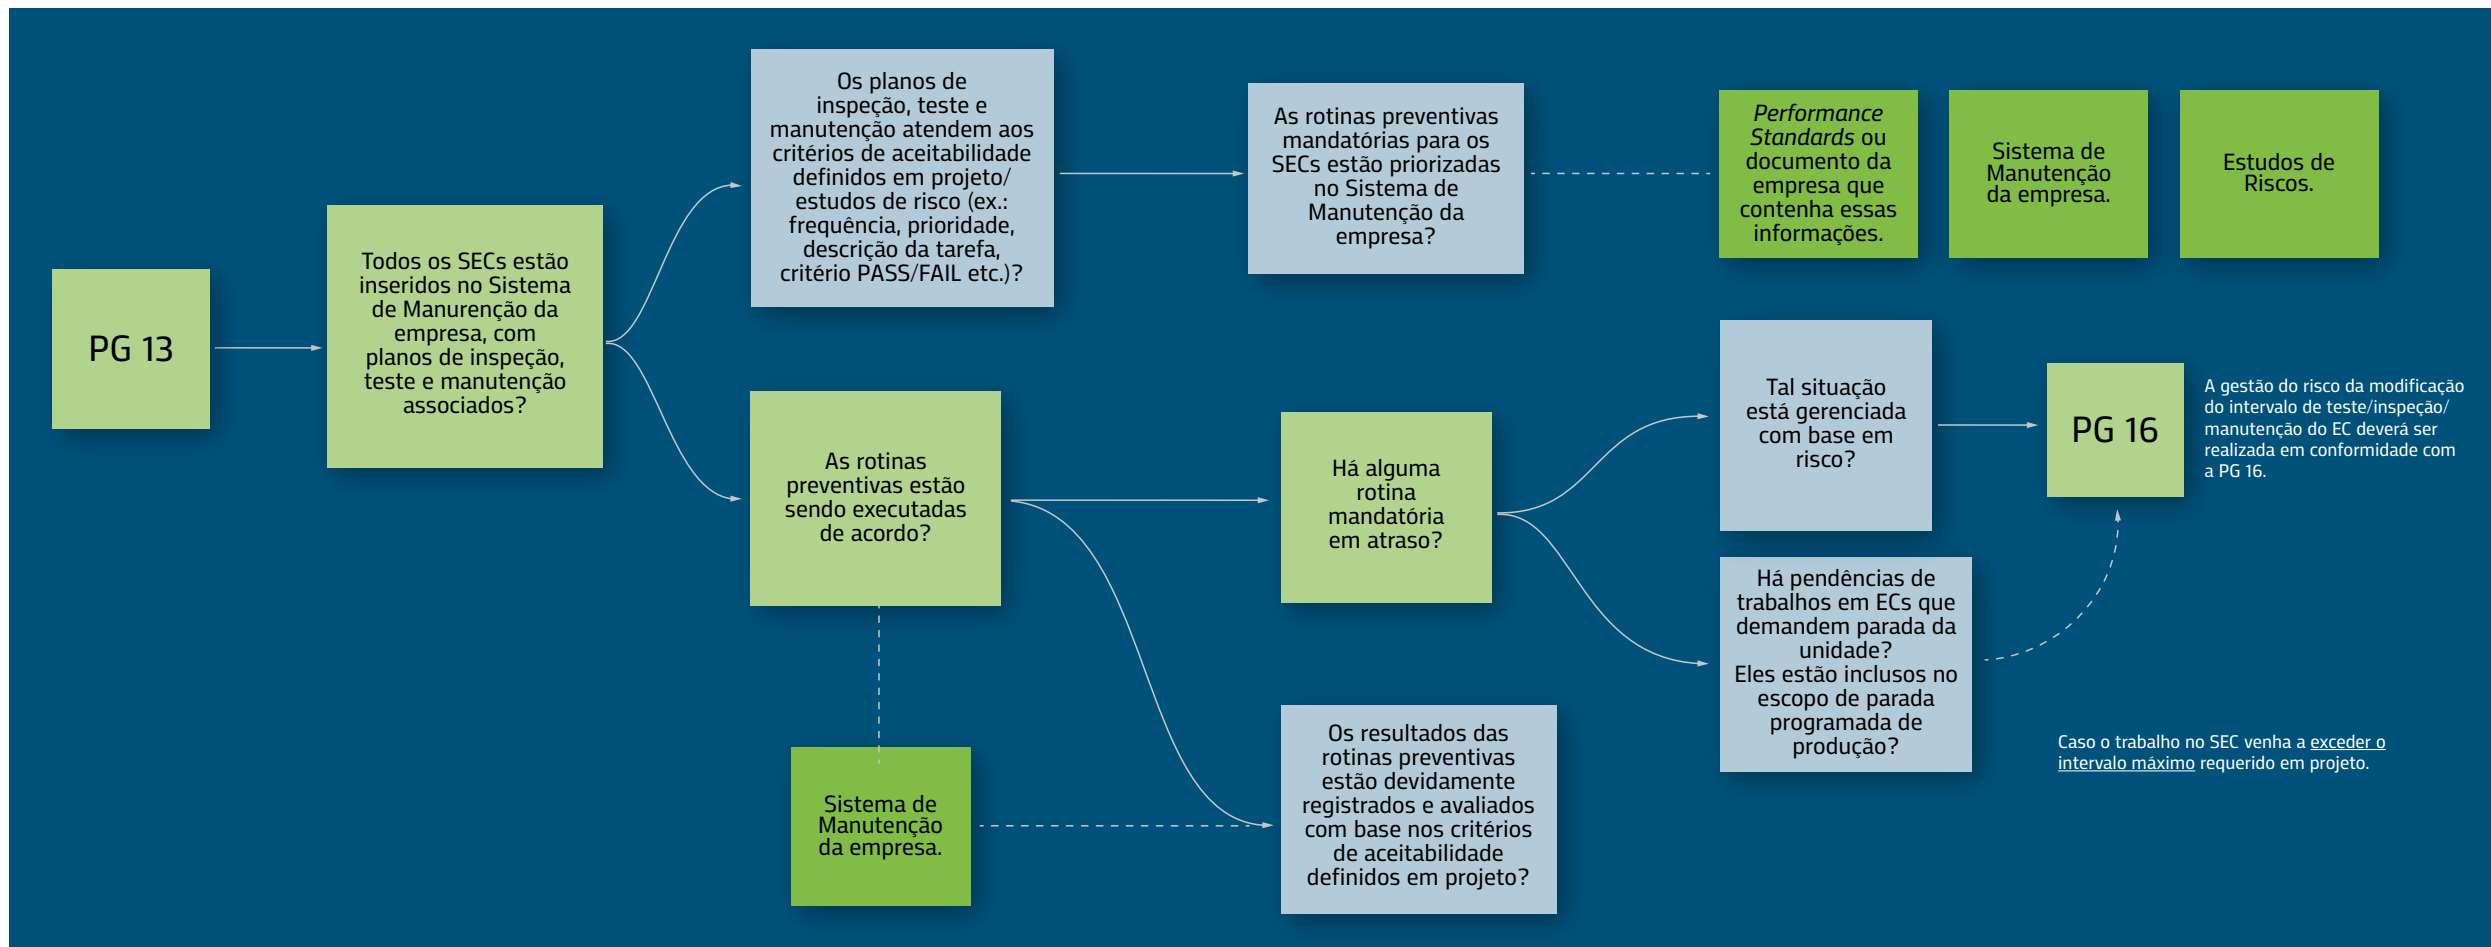 PG 13
Todos os SECs estão
inseridos no Sistema
de Manurenção da
empresa, com
planos de inspeção,
teste e manutenção
associados?
Os planos de
inspeção, teste e
manutenção atendem aos
critérios de aceitabilidade
definidos em projeto/
estudos de risco (ex.:
frequência, prioridade,
descrição da tarefa,
critério PASS/FAIL etc.)?
As rotinas preventivas
mandatórias para os
SECs estão priorizadas
no Sistema de
Manutenção da
empresa?
Performance
Standards ou
documento da
empresa que
contenha essas
informações.
Sistema de
Manutenção
da empresa.
Estudos de
Riscos.
As rotinas
preventivas estão
sendo executadas
de acordo?
Há alguma
rotina
mandatória
em atraso?
Tal situação
está gerenciada
com base em
risco?
PG 16
A gestão do risco da modificação
do intervalo de teste/inspeção/
manutenção do EC deverá ser
realizada em conformidade com
a PG 16.
Há pendências de
trabalhos em ECs que
demandem parada da
unidade?
Eles estão inclusos no
escopo de parada
programada de
produção?
Caso o trabalho no SEC venha a exceder o
intervalo máximo requerido em projeto.
Sistema de
Manutenção
da empresa.
Os resultados das
rotinas preventivas
estão devidamente
registrados e avaliados
com base nos critérios
de aceitabilidade
definidos em projeto?